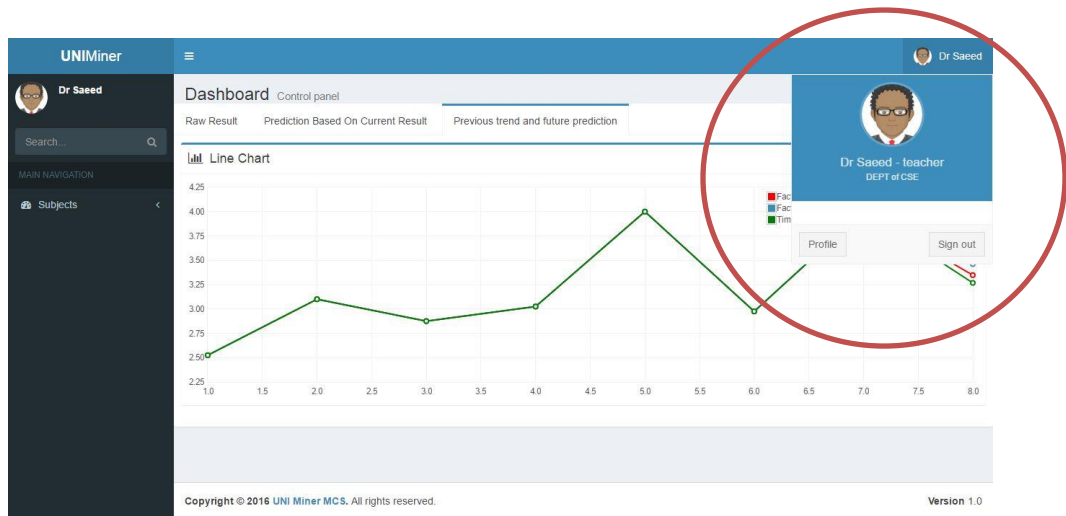 UNIMiner
Dr Saeed
Dr Saeed
Search...
MAIN NAVIGATION
Subjects
Dashboard Control panel
Raw Result Prediction Based On Current Result Previous trend and future prediction
Line Chart
4.25
4.00
3.75
3.50
3.25
3.00
2.75
2.50
2.25
1.0 1.5 2.0 2.5 3.0 3.5 4.0 4.5 5.0 5.5 6.0 6.5 7.0 7.5 8.0
Fac
Fac
Tim
Dr Saeed - teacher
DEPT of CSE
Profile Sign out
Copyright © 2016 UNI Miner MCS. All rights reserved.
Version 1.0